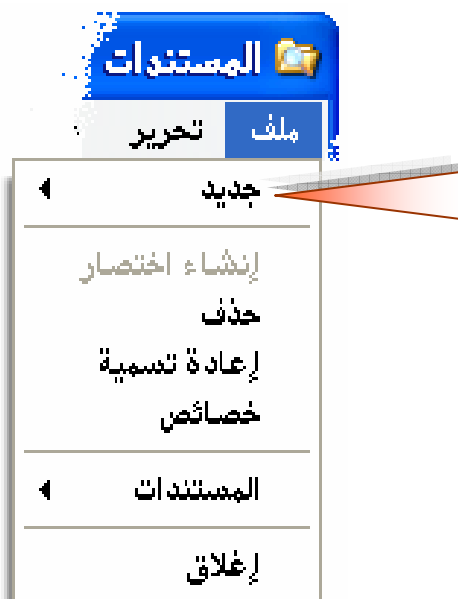 المستندات
ملف تحرير
جديد
إنشاء اختصار
حذف
إعادة تسمية
خصائص
المستندات
إغلاق